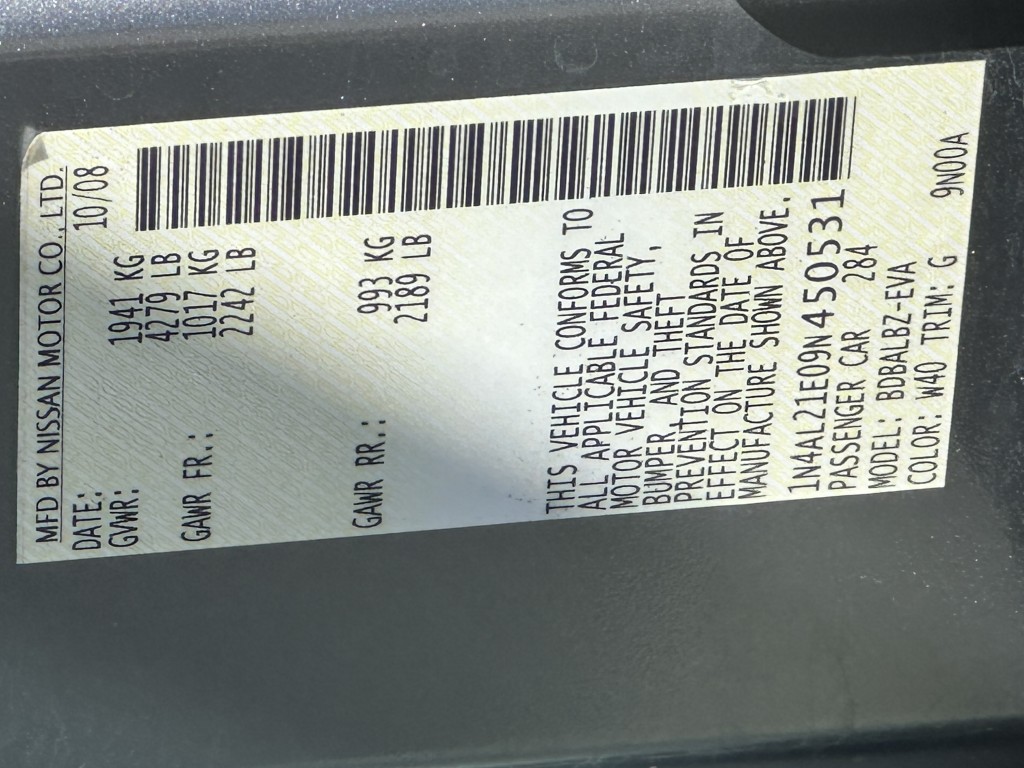 MFD BY NISSAN MOTOR CO., LTD.
DATE: 10/08
GVWR: 1941 KG
4279 LB
GAWR FR.: 1017 KG
2242 LB
GAWR RR.: 993 KG
2189 LB
THIS VEHICLE CONFORMS TO
ALL APPLICABLE FEDERAL
MOTOR VEHICLE SAFETY,
BUMPER, AND THEFT
PREVENTION STANDARDS IN
EFFECT ON THE DATE OF
MANUFACTURE SHOWN ABOVE.
1N4AL21E09N450531
PASSENGER CAR 284
MODEL: BDBALBZ-EVA
COLOR: W40 TRIM: G 9N00A